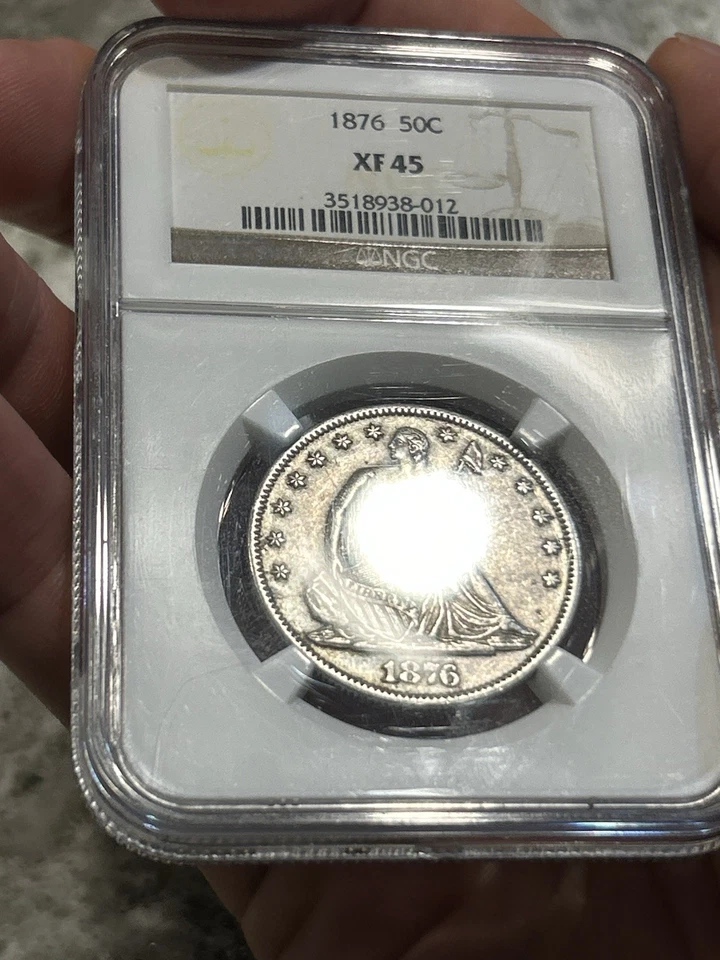 1876 50C
XF 45
3518938-012
NGC
LIBERTY
1876